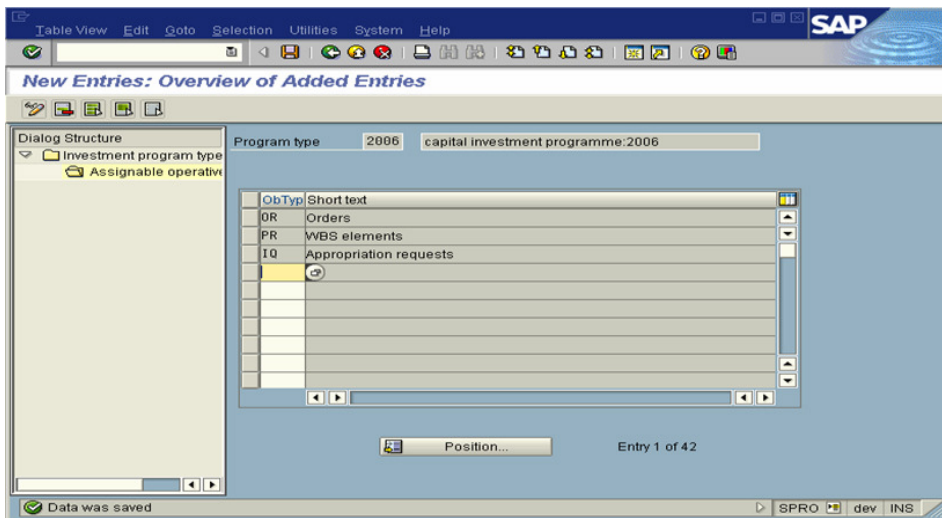 Table View Edit Goto Selection Utilities System Help
SAP
New Entries: Overview of Added Entries
Dialog Structure
Investment program type
Assignable operative
Program type 2006 capital investment programme:2006
ObTyp Short text
OR Orders
PR WBS elements
IQ Appropriation requests
Position... Entry 1 of 42
Data was saved SPRO dev INS